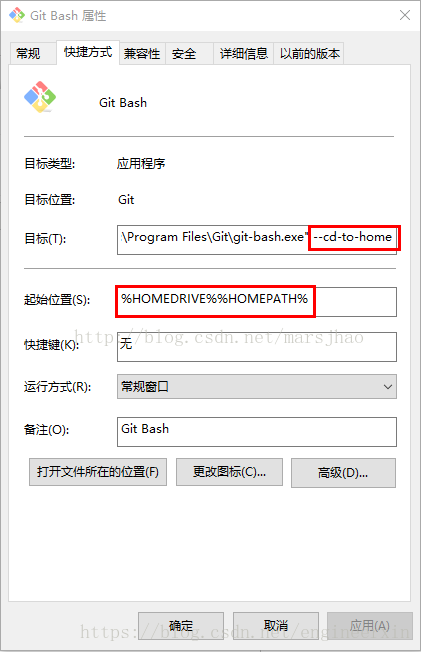 Git Bash 属性
常规 快捷方式 兼容性 安全 详细信息 以前的版本
Git Bash
目标类型: 应用程序
目标位置: Git
目标(T): :\Program Files\Git\git-bash.exe" --cd-to-home
起始位置(S): %HOMEDRIVE%%HOMEPATH%
http://blog.csdn.net/marsjhao
快捷键(K): 无
运行方式(R): 常规窗口
备注(O): Git Bash
打开文件所在的位置(F) 更改图标(C)... 高级(D)...
确定 取消 应用(A)